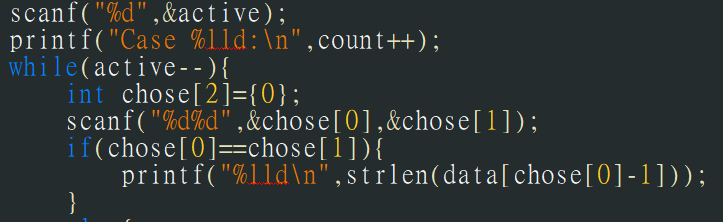 scanf("%d",&active);
printf("Case %lld:\n",count++);
while(active--){
int chose[2]={0};
scanf("%d%d",&chose[0],&chose[1]);
if(chose[0]==chose[1]){
printf("%lld\n",strlen(data[chose[0]-1]));
}